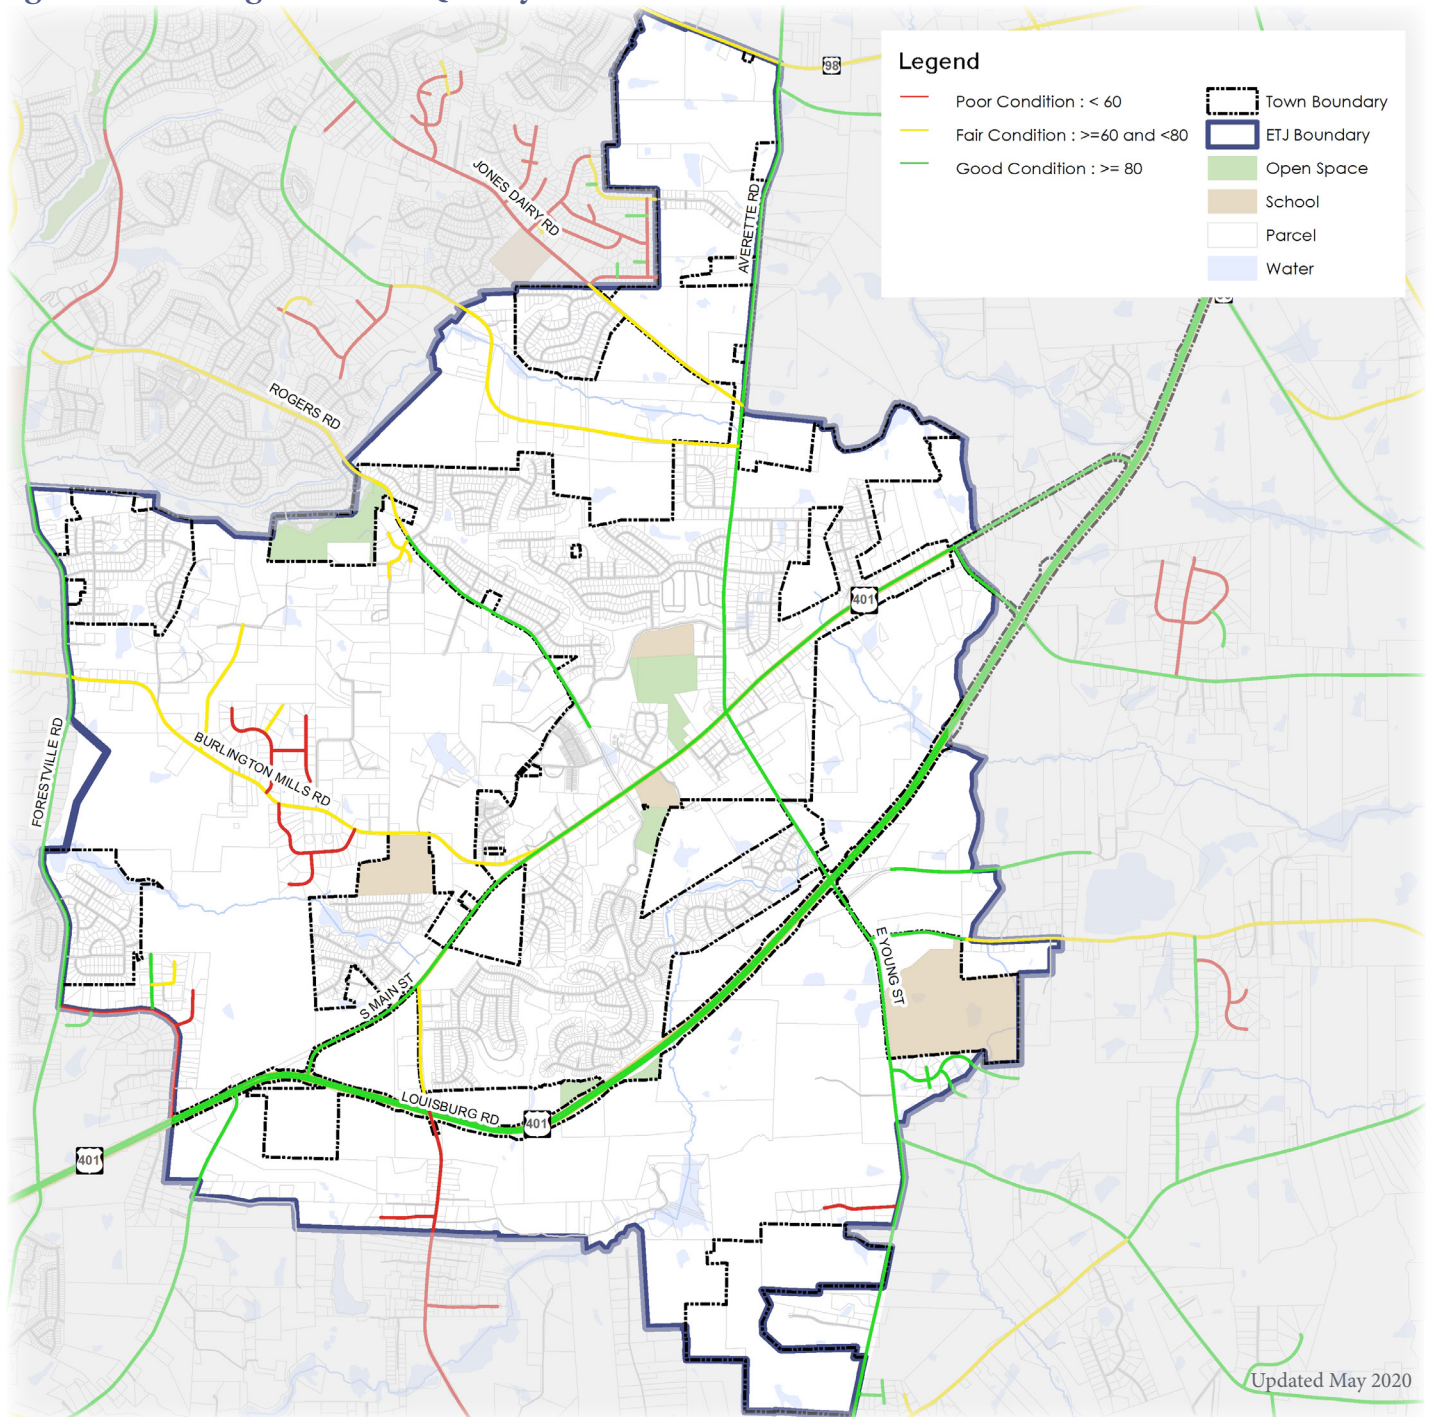 98
Legend
Poor Condition : < 60
Fair Condition : >=60 and <80
Good Condition : >= 80
Town Boundary
ETJ Boundary
Open Space
School
Parcel
Water
JONES DAIRY RD
AVERETTE RD
ROGERS RD
401
FORESTVILLE RD
BURLINGTON MILLS RD
E YOUNG ST
S MAIN ST
LOUISBURG RD
401
401
Updated May 2020